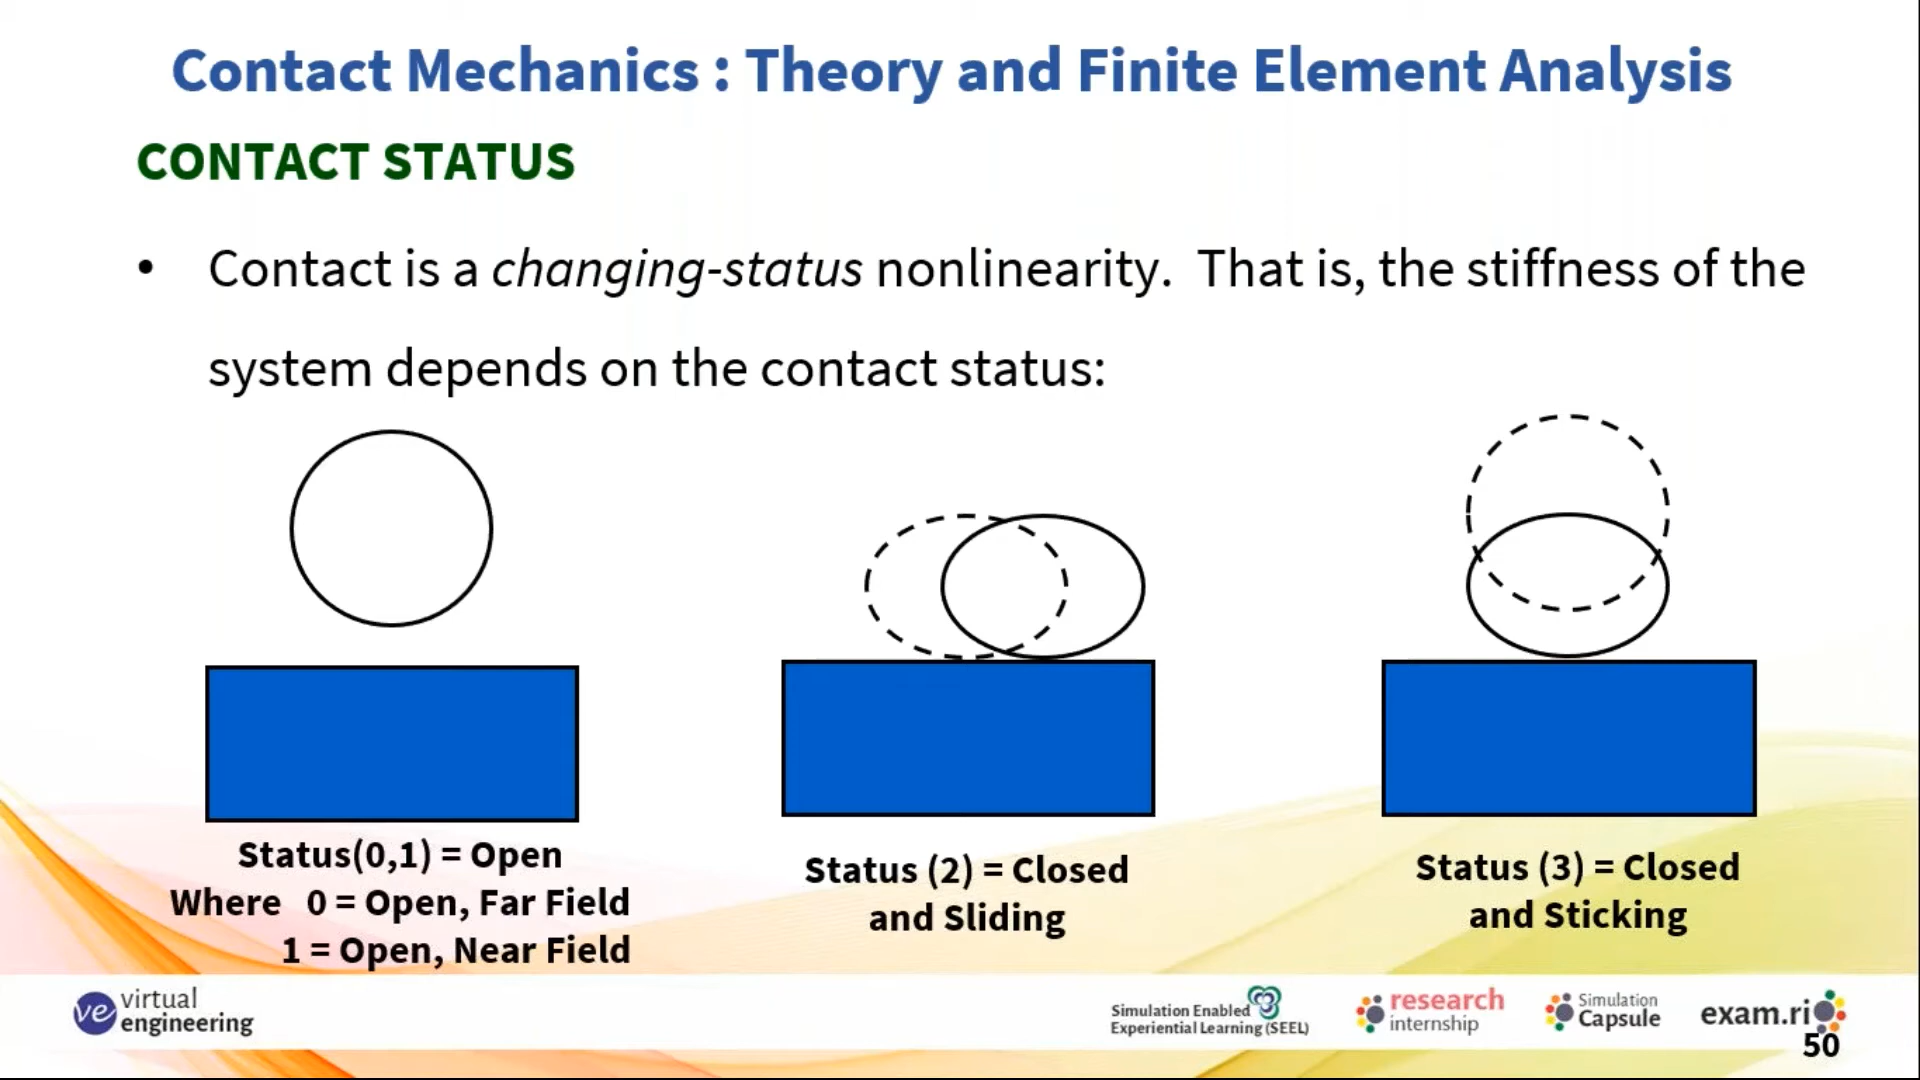 Contact Mechanics : Theory and Finite Element Analysis
CONTACT STATUS
• Contact is a changing-status nonlinearity. That is, the stiffness of the
system depends on the contact status:
Status(0,1) = Open
Where 0 = Open, Far Field
1 = Open, Near Field
Status (2) = Closed
and Sliding
Status (3) = Closed
and Sticking
ve virtual
engineering
Simulation Enabled
Experiential Learning (SEEL)
research
internship
Simulation
Capsule
exam.ri
50